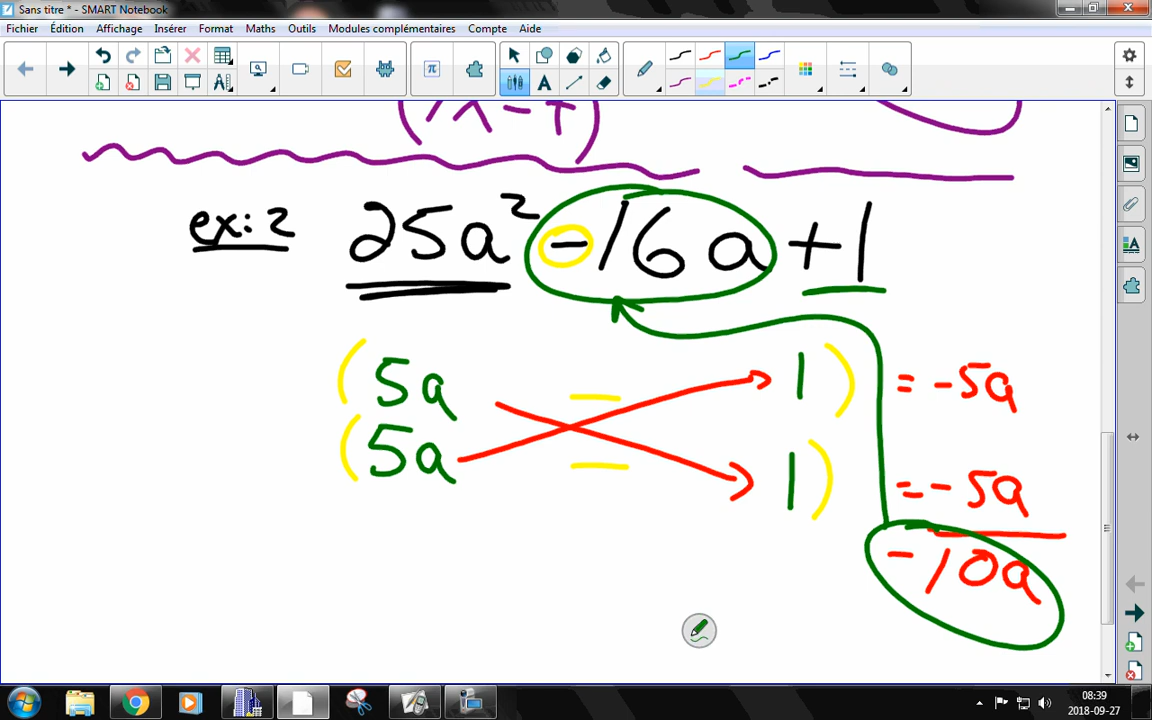 Sans titre * - SMART Notebook
Fichier Édition Affichage Insérer Format Maths Outils Modules complémentaires Compte Aide
ex: 2 25a² -16a +1
(5a - 1) = -5a
(5a - 1) = -5a
-10a
08:39
2018-09-27